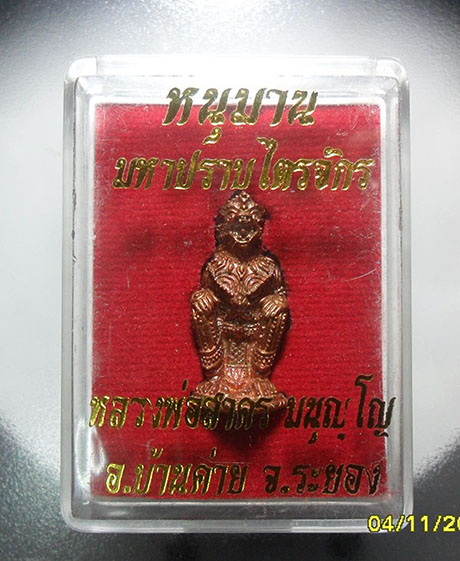 หนุมาน
มหาปราบไตรจักร
หลวงพ่อสาคร มนุญฺโญ
อ.บ้านค่าย จ.ระยอง
04/11/20